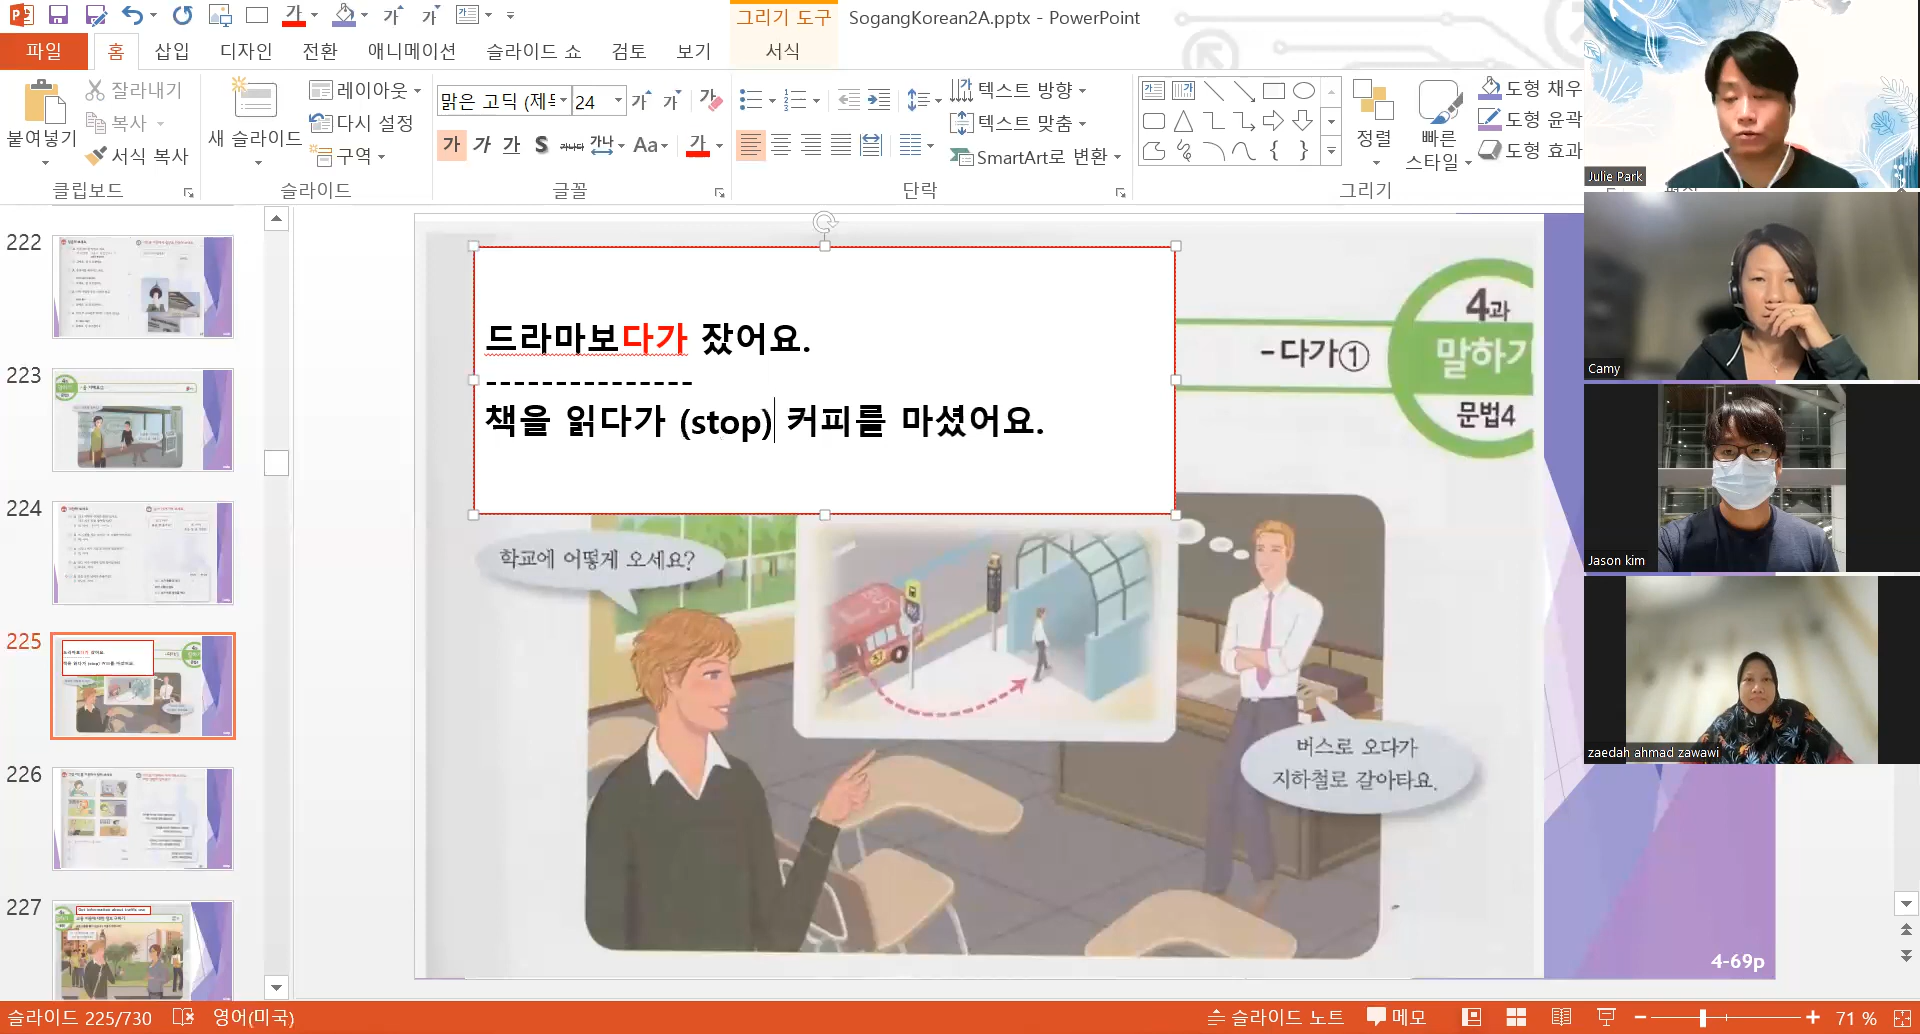 그리기 도구
SogangKorean2A.pptx - PowerPoint
파일
홈
삽입
디자인
전환
애니메이션
슬라이드 쇼
검토
보기
서식
붙여넣기
잘라내기
복사
서식 복사
클립보드
새 슬라이드
레이아웃
다시 설정
구역
슬라이드
맑은 고딕 (제목
24
글꼴
텍스트 방향
텍스트 맞춤
SmartArt로 변환
단락
정렬
빠른
스타일
도형 채우
도형 윤곽
도형 효과
그리기
Julie Park
Camy
Jason kim
zaedah ahmad zawawi
222
223
224
225
226
227
드라마보다가 잤어요.
---------------
책을 읽다가 (stop) 커피를 마셨어요.
-다가①
4과
말하기
문법4
학교에 어떻게 오세요?
버스로 오다가
지하철로 갈아타요.
4-69p
슬라이드 225/730
영어(미국)
슬라이드 노트
메모
71 %